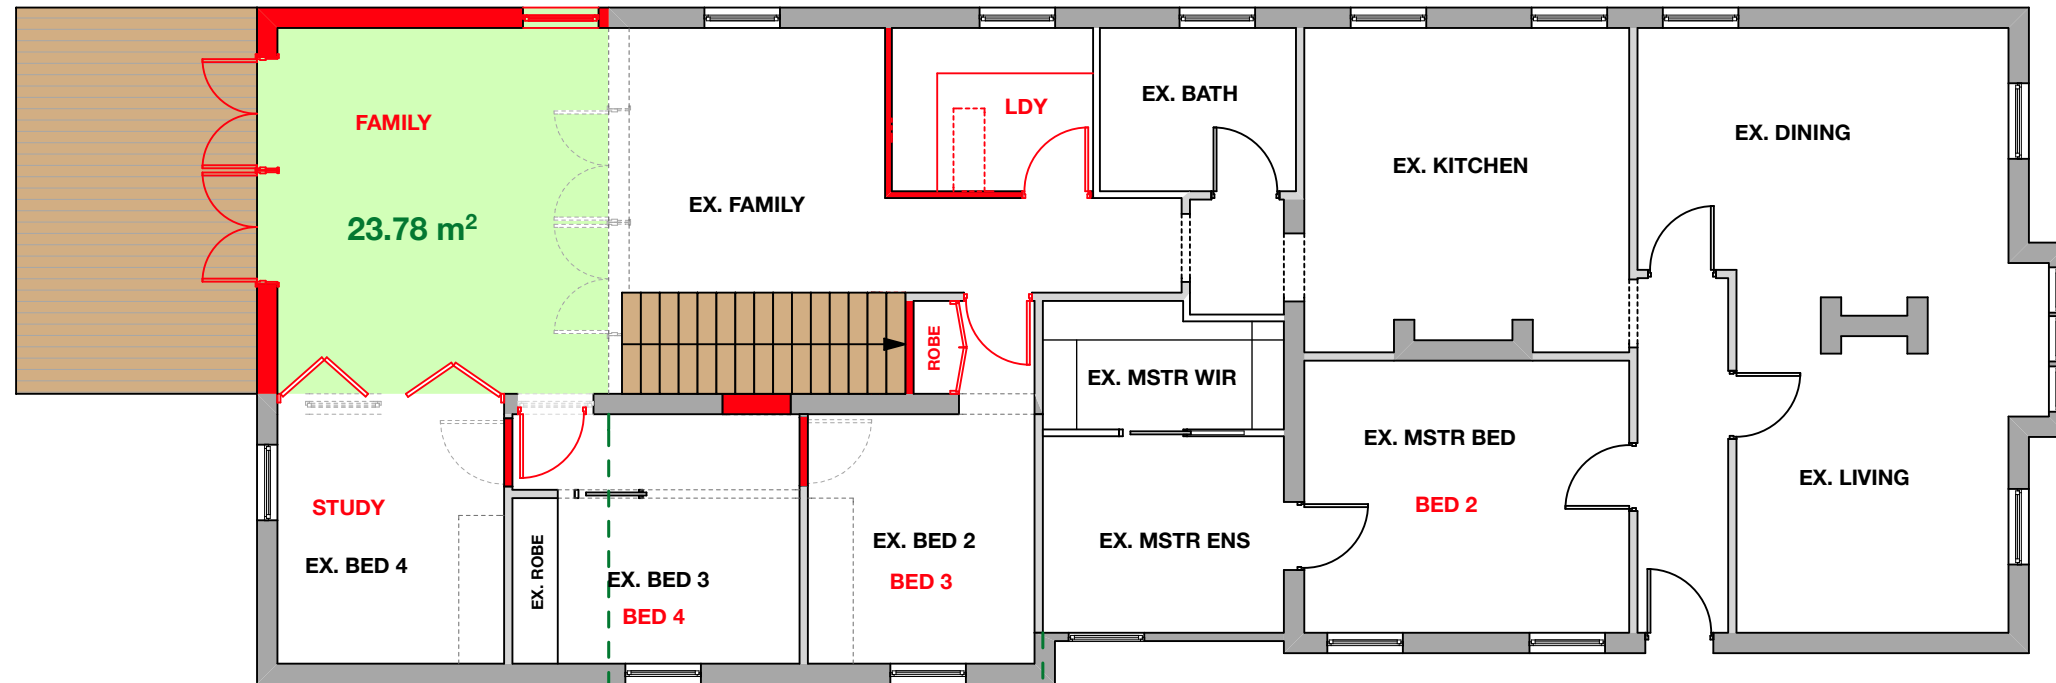 FAMILY
23.78 m²
EX. FAMILY
LDY
EX. BATH
EX. KITCHEN
EX. DINING
ROBE
EX. MSTR WIR
EX. MSTR BED
BED 2
EX. LIVING
STUDY
EX. BED 4
EX. ROBE
EX. BED 3
BED 4
EX. BED 2
BED 3
EX. MSTR ENS